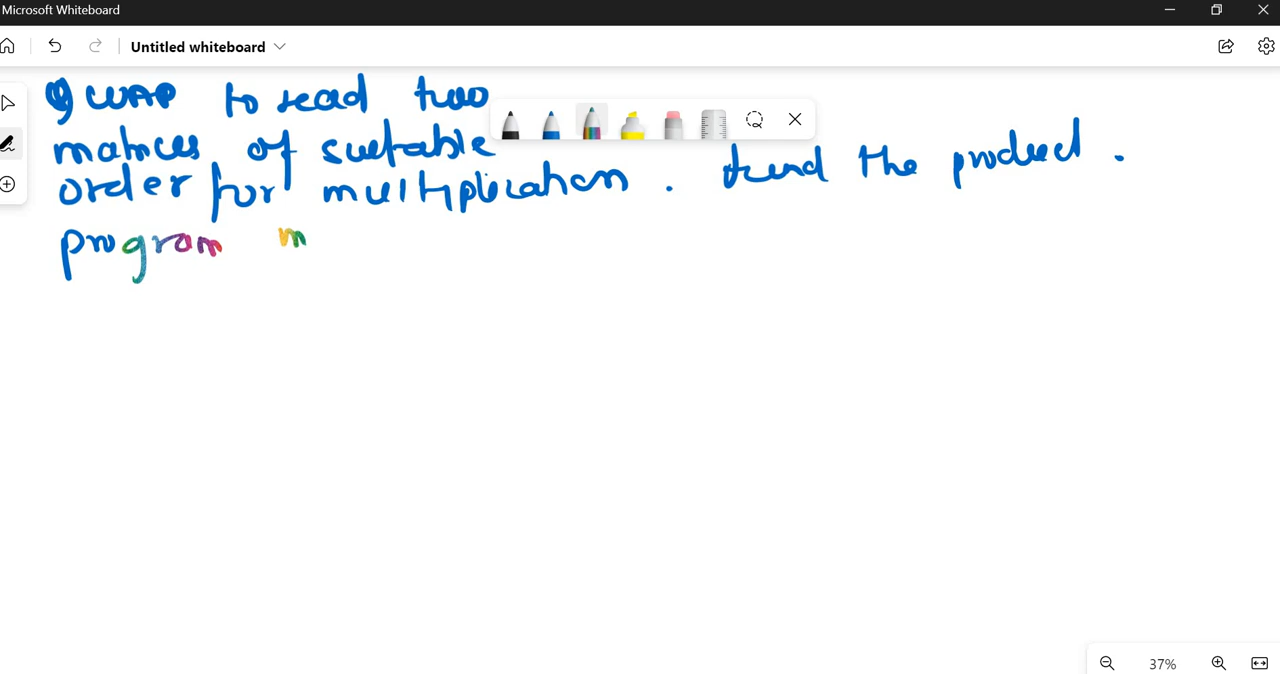 Microsoft Whiteboard
Untitled whiteboard
Q) WAP to read two
matrices of suitable
order for multiplication. Find the product.
program m
37%